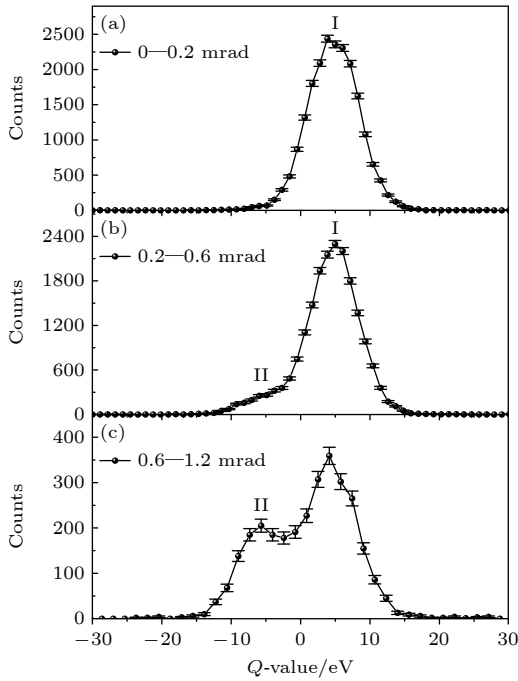 (a)
I
0—0.2 mrad
Counts
2500
2000
1500
1000
500
0
(b)
I
0.2—0.6 mrad
II
Counts
2400
1800
1200
600
0
(c)
0.6—1.2 mrad
II
Counts
400
300
200
100
0
−30 −20 −10 0 10 20 30
Q-value/eV